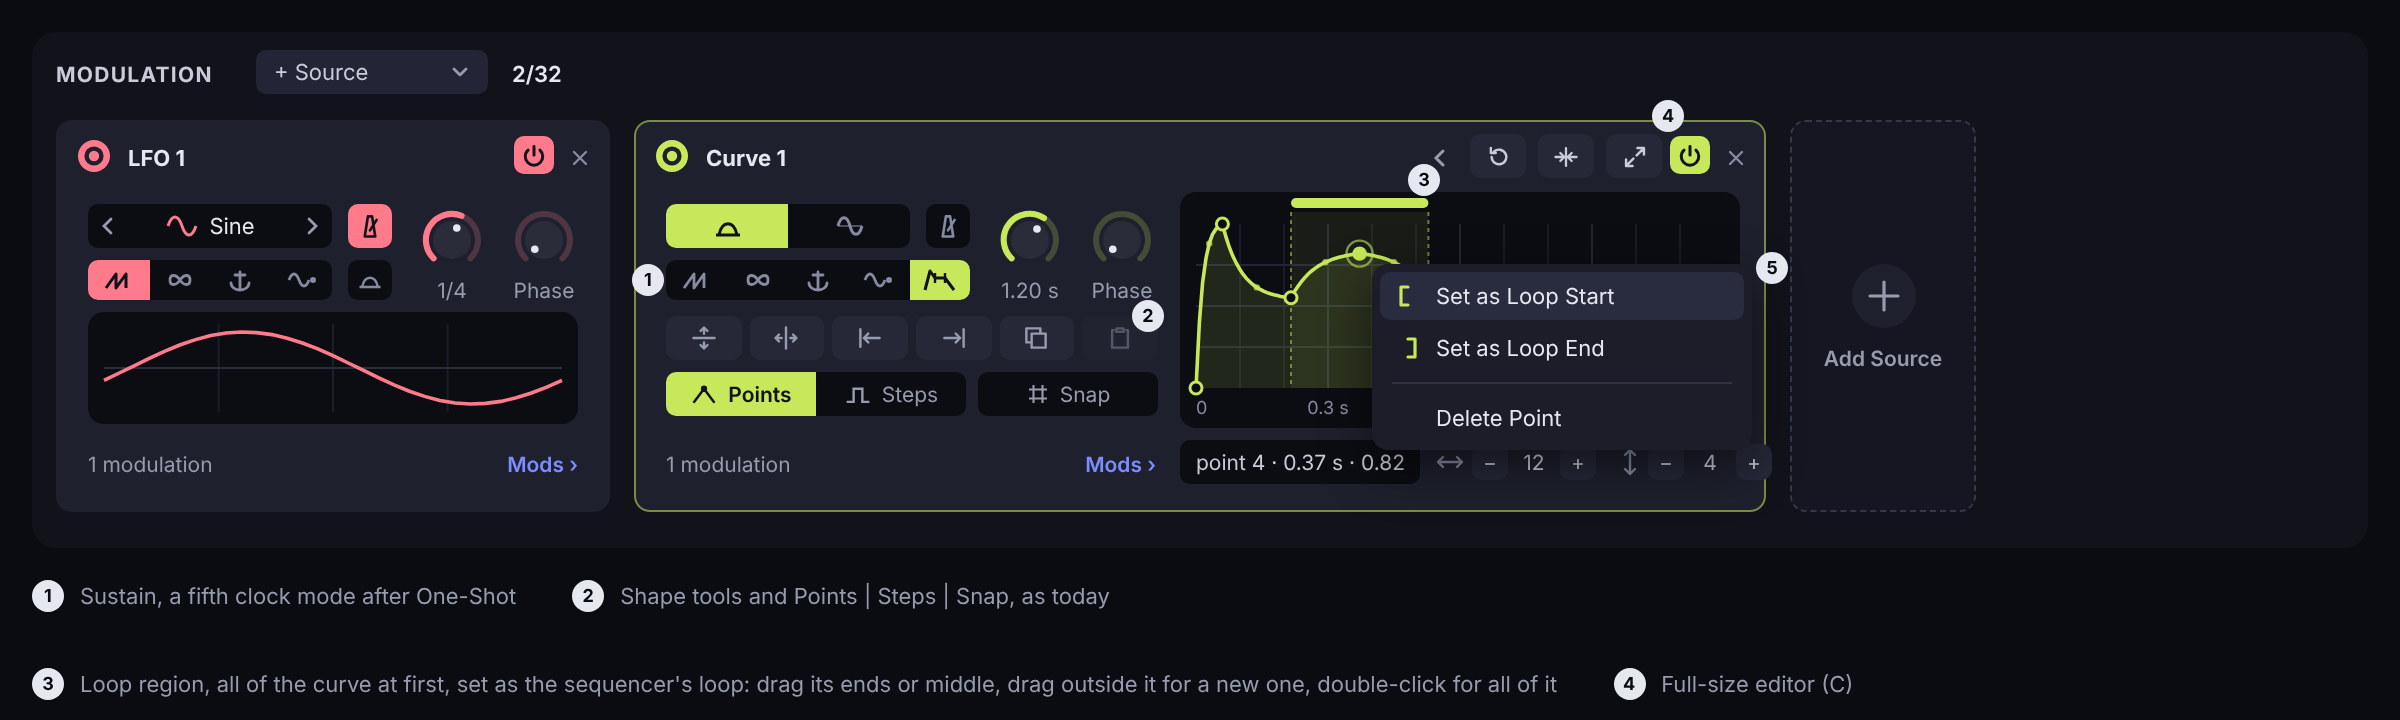 MODULATION + Source 2/32
4
LFO 1
Curve 1
3
Sine
1/4 Phase
1
1.20 s Phase
2
5
Set as Loop Start
Set as Loop End
Delete Point
Add Source
Points Steps Snap
0 0.3 s
1 modulation Mods ›
1 modulation Mods ›
point 4 · 0.37 s · 0.82 − 12 + − 4 +
1 Sustain, a fifth clock mode after One-Shot
2 Shape tools and Points | Steps | Snap, as today
3 Loop region, all of the curve at first, set as the sequencer's loop: drag its ends or middle, drag outside it for a new one, double-click for all of it
4 Full-size editor (C)